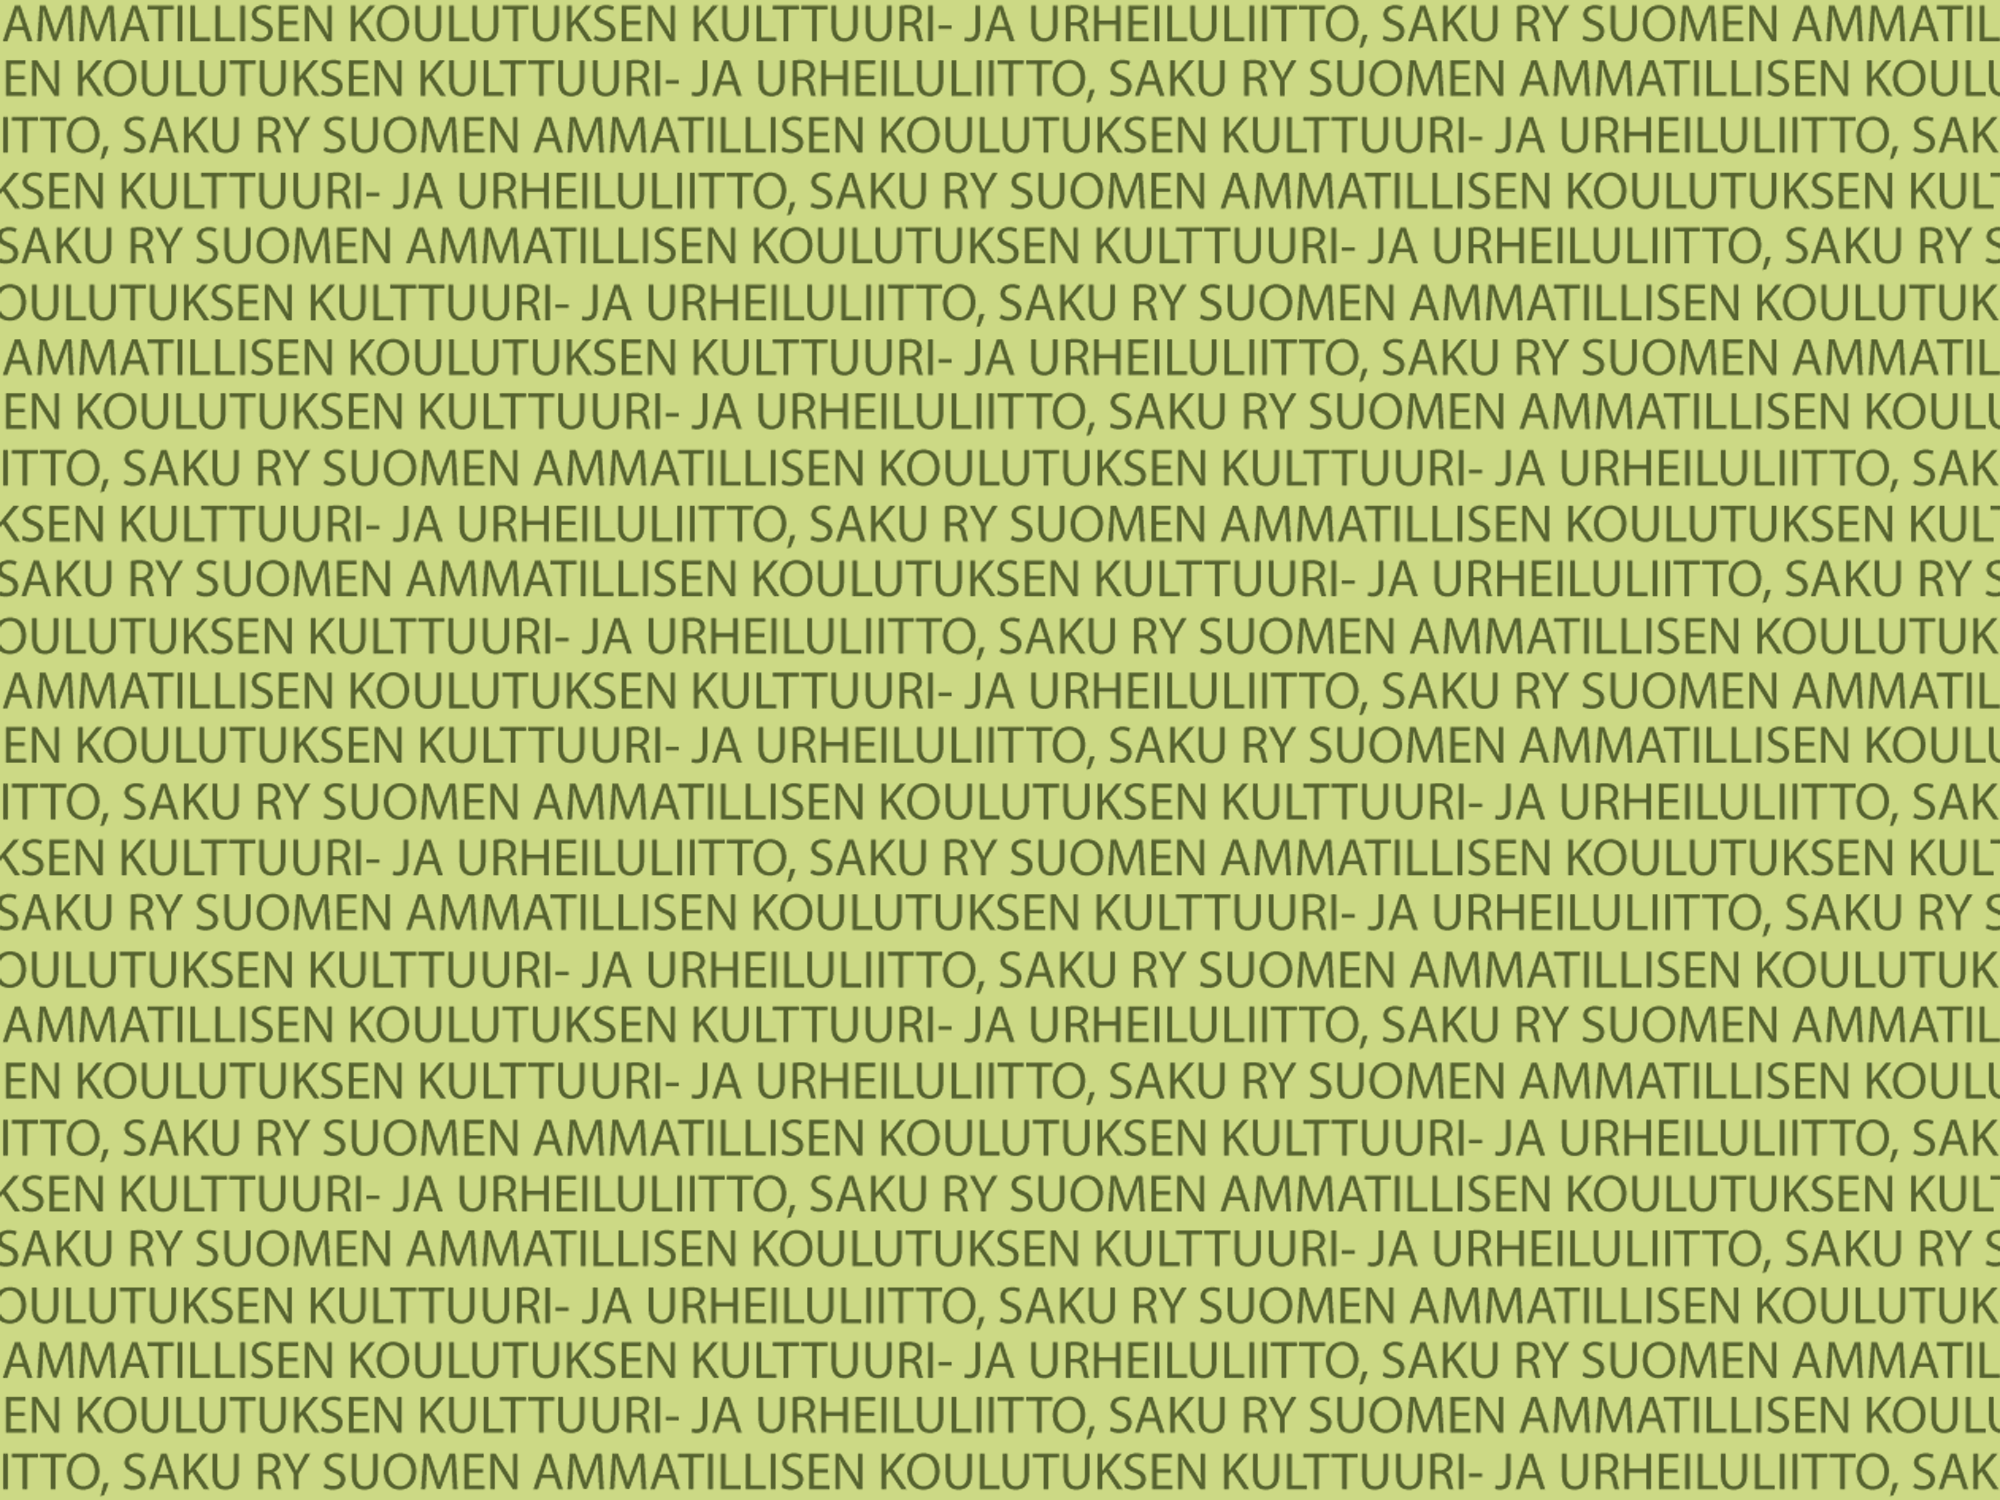 AMMATILLISEN KOULUTUKSEN KULTTUURI- JA URHEILULIITTO, SAKU RY SUOMEN AMMATIL
EN KOULUTUKSEN KULTTUURI- JA URHEILULIITTO, SAKU RY SUOMEN AMMATILLISEN KOULU
ITTO, SAKU RY SUOMEN AMMATILLISEN KOULUTUKSEN KULTTUURI- JA URHEILULIITTO, SAK
KSEN KULTTUURI- JA URHEILULIITTO, SAKU RY SUOMEN AMMATILLISEN KOULUTUKSEN KULT
SAKU RY SUOMEN AMMATILLISEN KOULUTUKSEN KULTTUURI- JA URHEILULIITTO, SAKU RY S
OULUTUKSEN KULTTUURI- JA URHEILULIITTO, SAKU RY SUOMEN AMMATILLISEN KOULUTUK
AMMATILLISEN KOULUTUKSEN KULTTUURI- JA URHEILULIITTO, SAKU RY SUOMEN AMMATIL
EN KOULUTUKSEN KULTTUURI- JA URHEILULIITTO, SAKU RY SUOMEN AMMATILLISEN KOULU
ITTO, SAKU RY SUOMEN AMMATILLISEN KOULUTUKSEN KULTTUURI- JA URHEILULIITTO, SAK
KSEN KULTTUURI- JA URHEILULIITTO, SAKU RY SUOMEN AMMATILLISEN KOULUTUKSEN KULT
SAKU RY SUOMEN AMMATILLISEN KOULUTUKSEN KULTTUURI- JA URHEILULIITTO, SAKU RY S
OULUTUKSEN KULTTUURI- JA URHEILULIITTO, SAKU RY SUOMEN AMMATILLISEN KOULUTUK
AMMATILLISEN KOULUTUKSEN KULTTUURI- JA URHEILULIITTO, SAKU RY SUOMEN AMMATIL
EN KOULUTUKSEN KULTTUURI- JA URHEILULIITTO, SAKU RY SUOMEN AMMATILLISEN KOULU
ITTO, SAKU RY SUOMEN AMMATILLISEN KOULUTUKSEN KULTTUURI- JA URHEILULIITTO, SAK
KSEN KULTTUURI- JA URHEILULIITTO, SAKU RY SUOMEN AMMATILLISEN KOULUTUKSEN KULT
SAKU RY SUOMEN AMMATILLISEN KOULUTUKSEN KULTTUURI- JA URHEILULIITTO, SAKU RY S
OULUTUKSEN KULTTUURI- JA URHEILULIITTO, SAKU RY SUOMEN AMMATILLISEN KOULUTUK
AMMATILLISEN KOULUTUKSEN KULTTUURI- JA URHEILULIITTO, SAKU RY SUOMEN AMMATIL
EN KOULUTUKSEN KULTTUURI- JA URHEILULIITTO, SAKU RY SUOMEN AMMATILLISEN KOULU
ITTO, SAKU RY SUOMEN AMMATILLISEN KOULUTUKSEN KULTTUURI- JA URHEILULIITTO, SAK
KSEN KULTTUURI- JA URHEILULIITTO, SAKU RY SUOMEN AMMATILLISEN KOULUTUKSEN KULT
SAKU RY SUOMEN AMMATILLISEN KOULUTUKSEN KULTTUURI- JA URHEILULIITTO, SAKU RY S
OULUTUKSEN KULTTUURI- JA URHEILULIITTO, SAKU RY SUOMEN AMMATILLISEN KOULUTUK
AMMATILLISEN KOULUTUKSEN KULTTUURI- JA URHEILULIITTO, SAKU RY SUOMEN AMMATIL
EN KOULUTUKSEN KULTTUURI- JA URHEILULIITTO, SAKU RY SUOMEN AMMATILLISEN KOULU
ITTO, SAKU RY SUOMEN AMMATILLISEN KOULUTUKSEN KULTTUURI- JA URHEILULIITTO, SAK